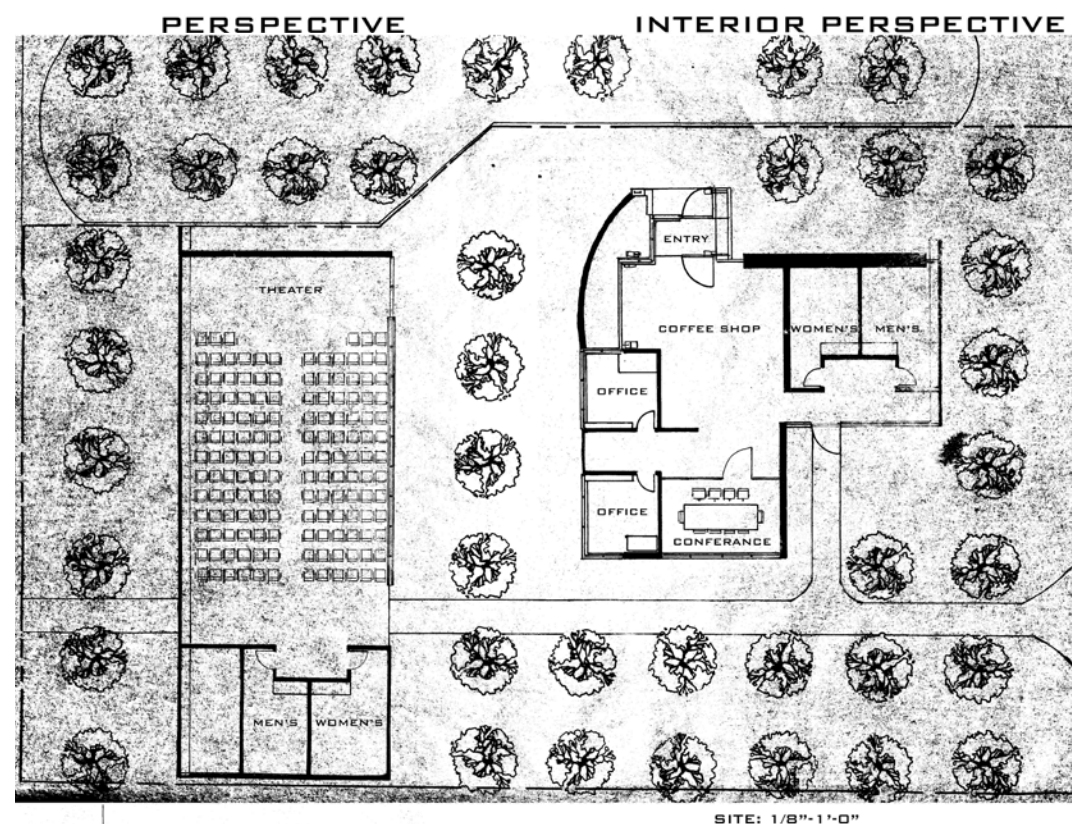 PERSPECTIVE
INTERIOR PERSPECTIVE
ENTRY
THEATER
COFFEE SHOP
WOMEN'S
MEN'S
OFFICE
OFFICE
CONFERANCE
MEN'S
WOMEN'S
SITE: 1/8"-1'-0"